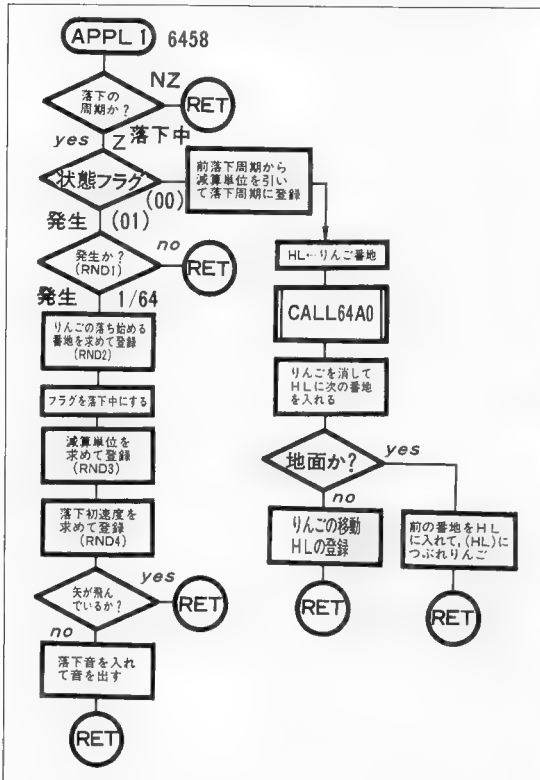 APPL 1 6458
落下の
周期か?
NZ
RET
yes
Z 落下中
状態フラグ
(00)
前落下周期から
減算単位を引い
て落下周期に登録
発生 (01)
発生か?
(RND1)
no
RET
発生 1/64
りんごの落ち始める
番地を求めて登録
(RND2)
フラグを落下中にする
減算単位を
求めて登録
(RND3)
落下初速度を
求めて登録
(RND4)
矢が飛ん
でいるか?
yes
RET
no
落下音を入れ
て音を出す
RET
HL←りんご番地
CALL64A0
りんごを消して
HLに次の番地
を入れる
地面か?
yes
no
りんごの移動
HLの登録
RET
前の番地をHL
に入れて,(HL)に
つぶれりんご
RET